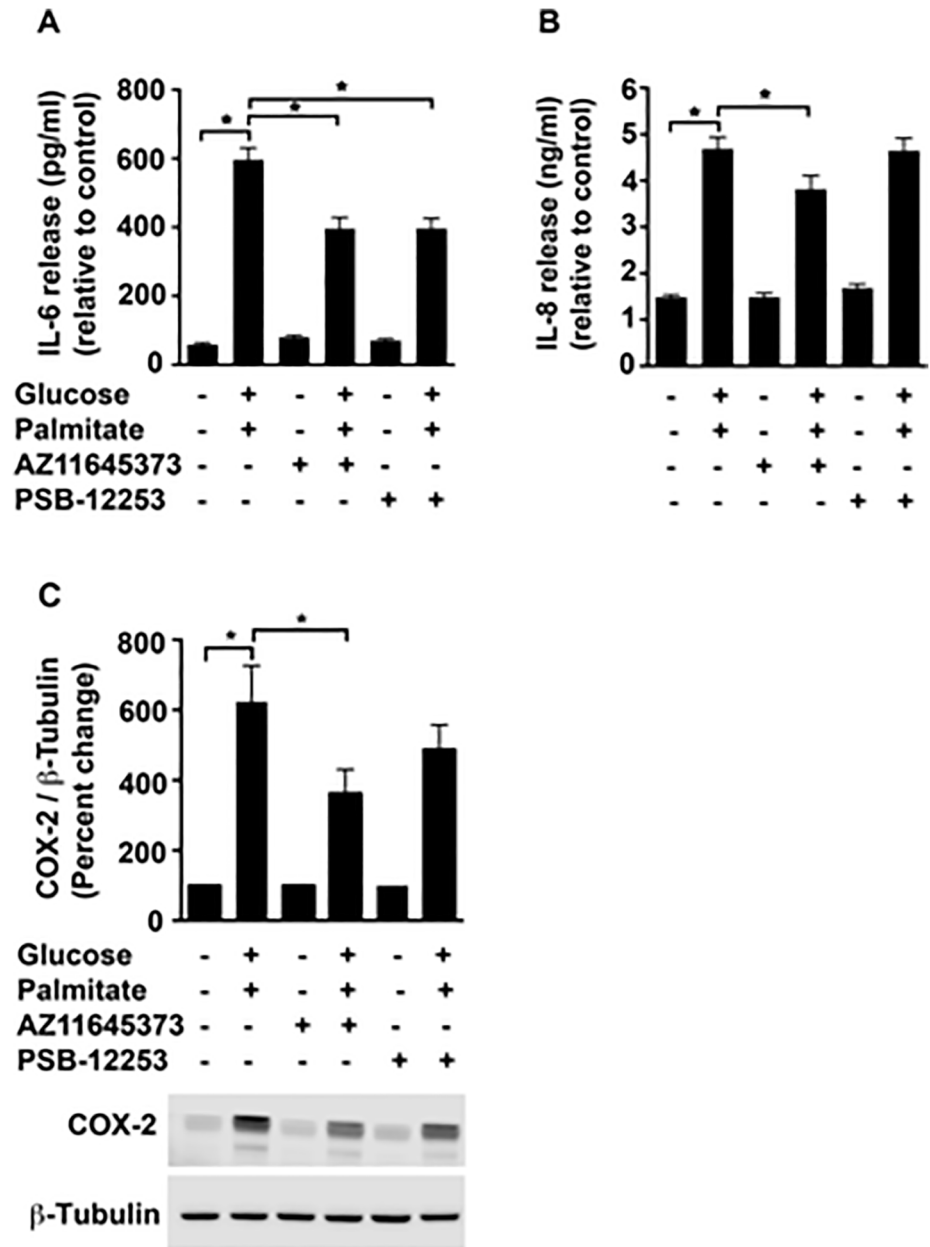 A
IL-6 release (pg/ml)
(relative to control)
800
600
400
200
0
* * *
Glucose - + - + - +
Palmitate - + - + - +
AZ11645373 - - + + - -
PSB-12253 - - - - + +
B
IL-8 release (ng/ml)
(relative to control)
6
5
4
3
2
1
0
* *
- + - + - +
- + - + - +
- - + + - -
- - - - + +
C
COX-2 / β-Tubulin
(Percent change)
800
600
400
200
0
* *
Glucose - + - + - +
Palmitate - + - + - +
AZ11645373 - - + + - -
PSB-12253 - - - - + +
COX-2
β-Tubulin